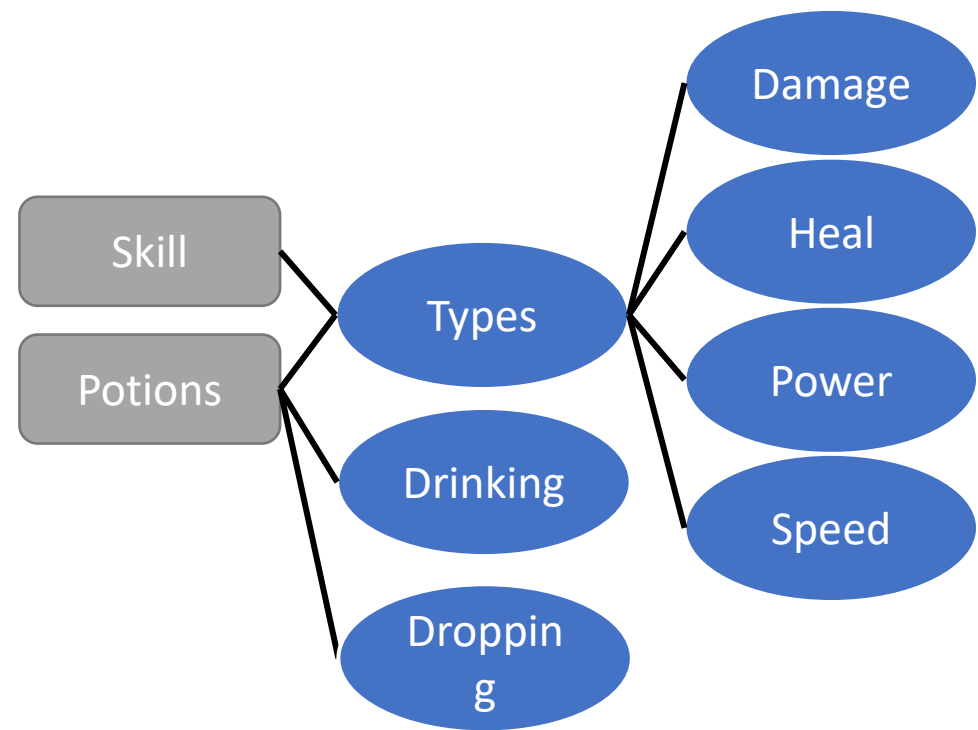 Skill
Potions
Types
Drinking
Droppin
g
Damage
Heal
Power
Speed